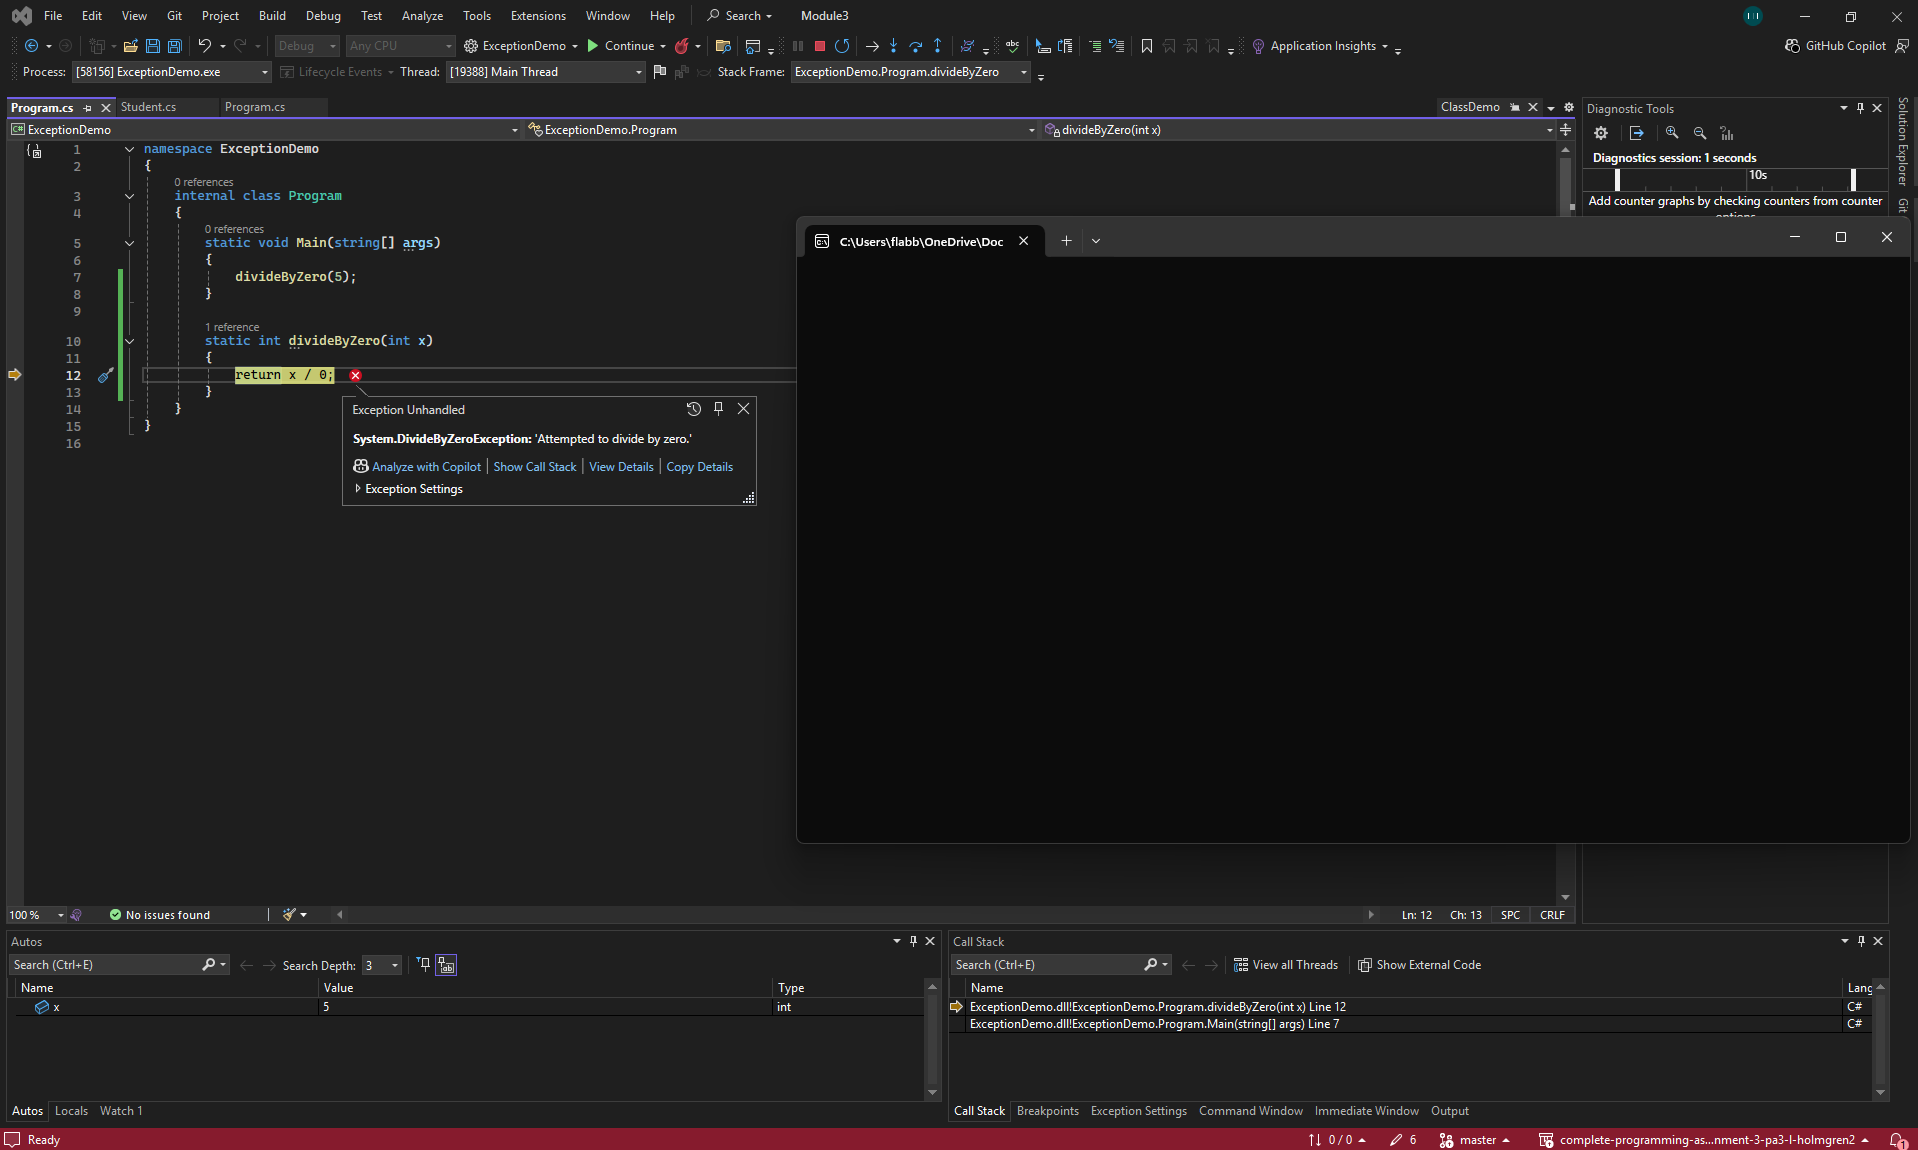 File Edit View Git Project Build Debug Test Analyze Tools Extensions Window Help Search Module3
Debug Any CPU ExceptionDemo Continue Application Insights GitHub Copilot
Process: [58156] ExceptionDemo.exe Lifecycle Events Thread: [19388] Main Thread Stack Frame: ExceptionDemo.Program.divideByZero
Program.cs Student.cs Program.cs ClassDemo
ExceptionDemo ExceptionDemo.Program divideByZero(int x)
1 namespace ExceptionDemo
2 {
0 references
3 internal class Program
4 {
0 references
5 static void Main(string[] args)
6 {
7 divideByZero(5);
8 }
9
1 reference
10 static int divideByZero(int x)
11 {
12 return x / 0;
13 }
14 }
15 }
16
Exception Unhandled
System.DivideByZeroException: 'Attempted to divide by zero.'
Analyze with Copilot | Show Call Stack | View Details | Copy Details
Exception Settings
C:\Users\flabb\OneDrive\Doc
Diagnostic Tools
Diagnostics session: 1 seconds
10s
Add counter graphs by checking counters from counter
options
Solution Explorer
Git
100 % No issues found Ln: 12 Ch: 13 SPC CRLF
Autos
Search (Ctrl+E) Search Depth: 3
Name Value Type
x 5 int
Autos Locals Watch 1
Call Stack
Search (Ctrl+E) View all Threads Show External Code
Name Lang
ExceptionDemo.dll!ExceptionDemo.Program.divideByZero(int x) Line 12 C#
ExceptionDemo.dll!ExceptionDemo.Program.Main(string[] args) Line 7 C#
Call Stack Breakpoints Exception Settings Command Window Immediate Window Output
Ready 0 / 0 6 master complete-programming-as...nment-3-pa3-l-holmgren2 1